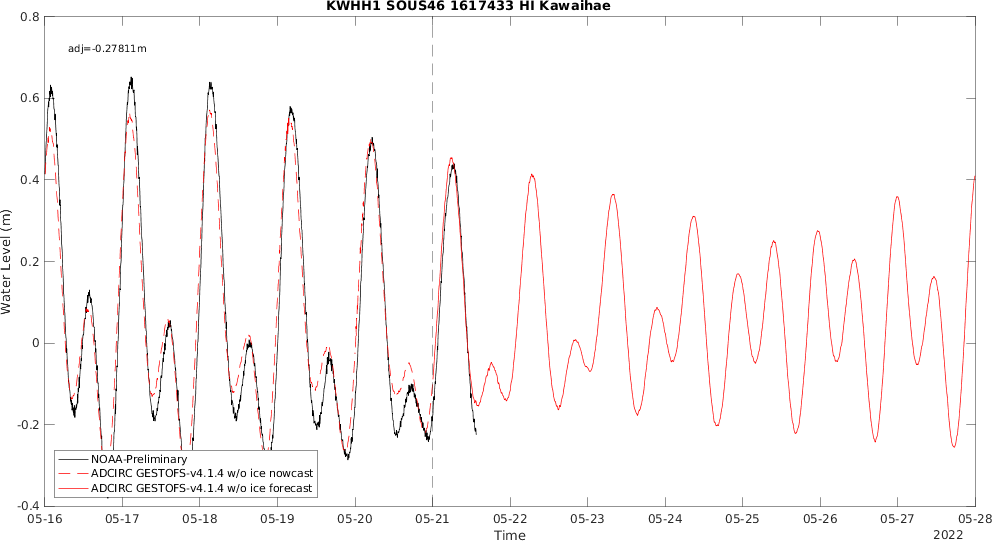 KWHH1 SOUS46 1617433 HI Kawaihae
adj=-0.27811m
Water Level (m)
0.8
0.6
0.4
0.2
0
-0.2
-0.4
NOAA-Preliminary
ADCIRC GESTOFS-v4.1.4 w/o ice nowcast
ADCIRC GESTOFS-v4.1.4 w/o ice forecast
05-16 05-17 05-18 05-19 05-20 05-21 05-22 05-23 05-24 05-25 05-26 05-27 05-28
Time
2022